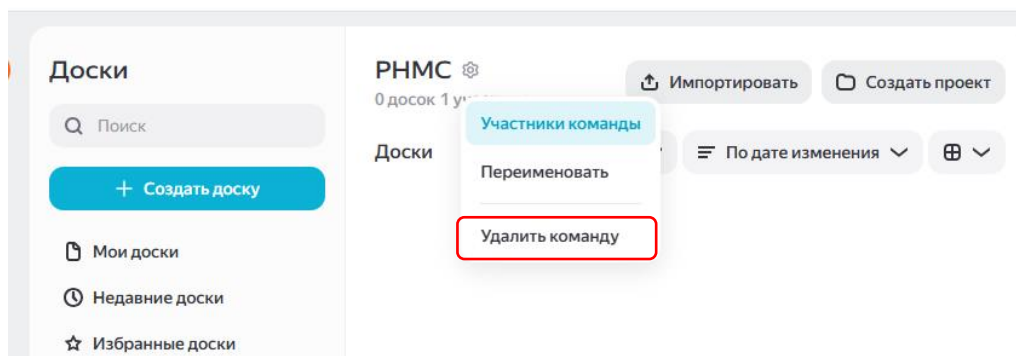 Доски
Поиск
+ Создать доску
Мои доски
Недавние доски
Избранные доски
РНМС
0 досок 1
Импортировать
Создать проект
Доски
По дате изменения
Участники команды
Переименовать
Удалить команду